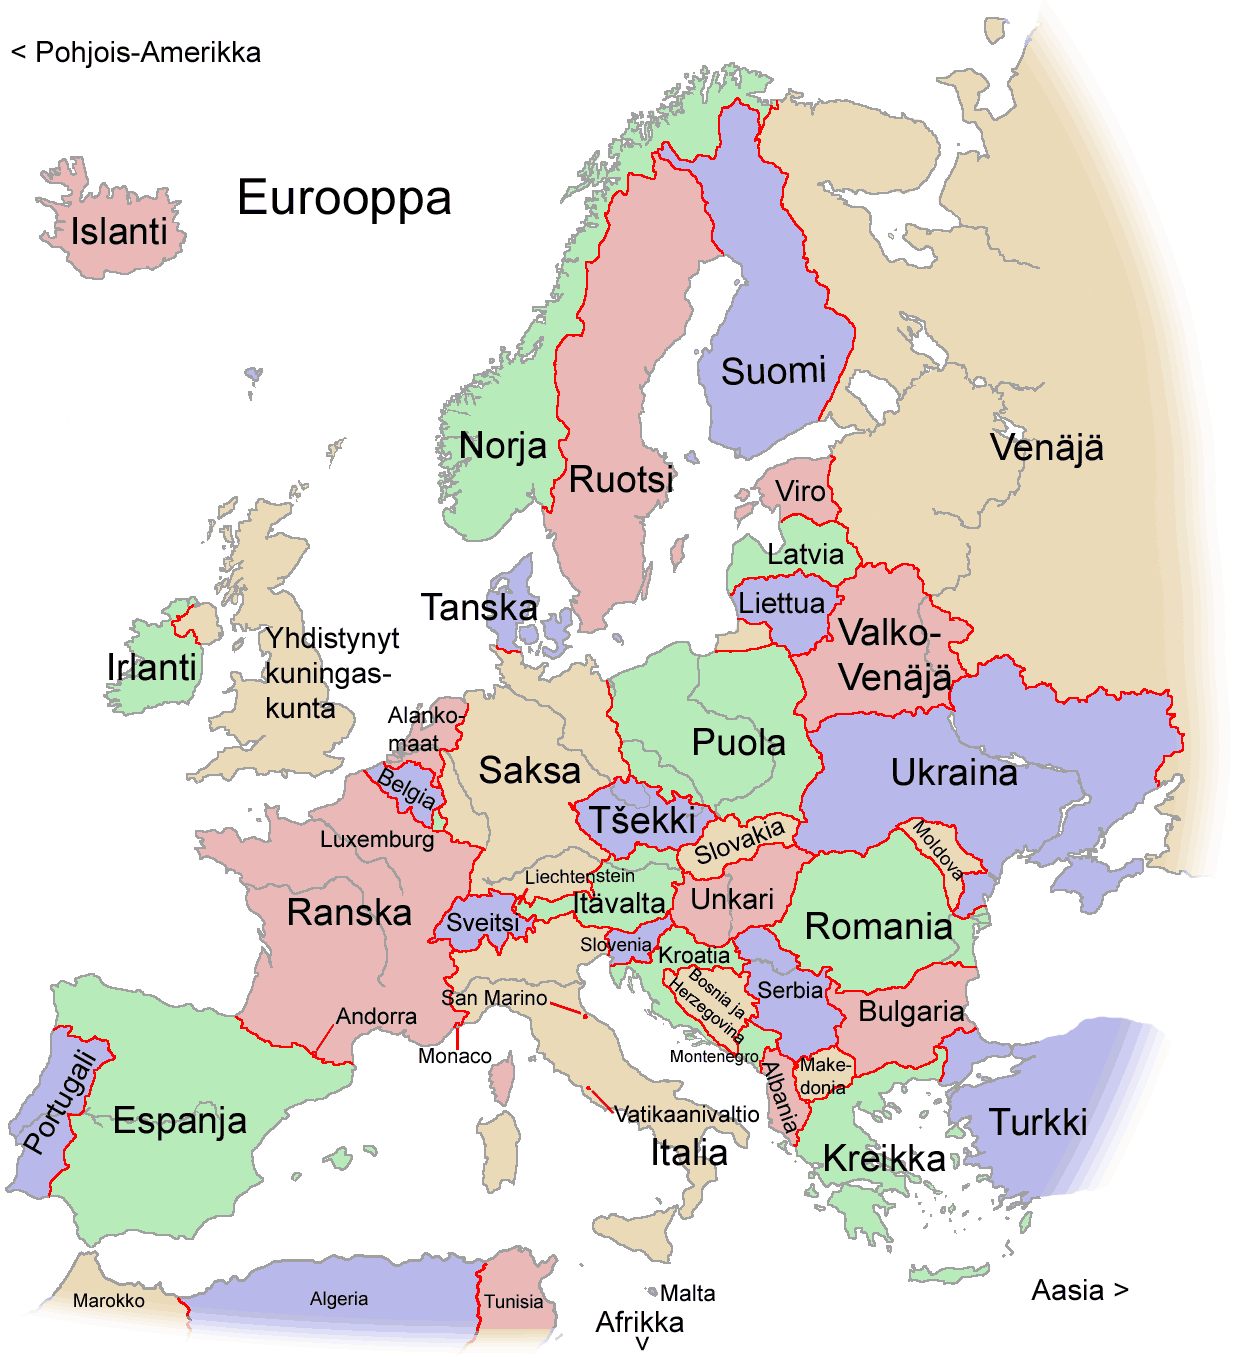 < Pohjois-Amerikka
Eurooppa
Islanti
Suomi
Norja
Ruotsi
Venäjä
Viro
Latvia
Liettua
Tanska
Valko-
Venäjä
Irlanti
Yhdistynyt
kuningas-
kunta
Alanko-
maat
Puola
Saksa
Ukraina
Belgia
Tšekki
Luxemburg
Slovakia
Moldova
Liechtenstein
Itävalta
Unkari
Ranska
Sveitsi
Romania
Slovenia
Kroatia
San Marino
Bosnia ja
Herzegovina
Serbia
Bulgaria
Andorra
Monaco
Montenegro
Make-
donia
Albania
Portugali
Espanja
Vatikaanivaltio
Italia
Kreikka
Turkki
Marokko
Algeria
Tunisia
Malta
Afrikka
>
Aasia >